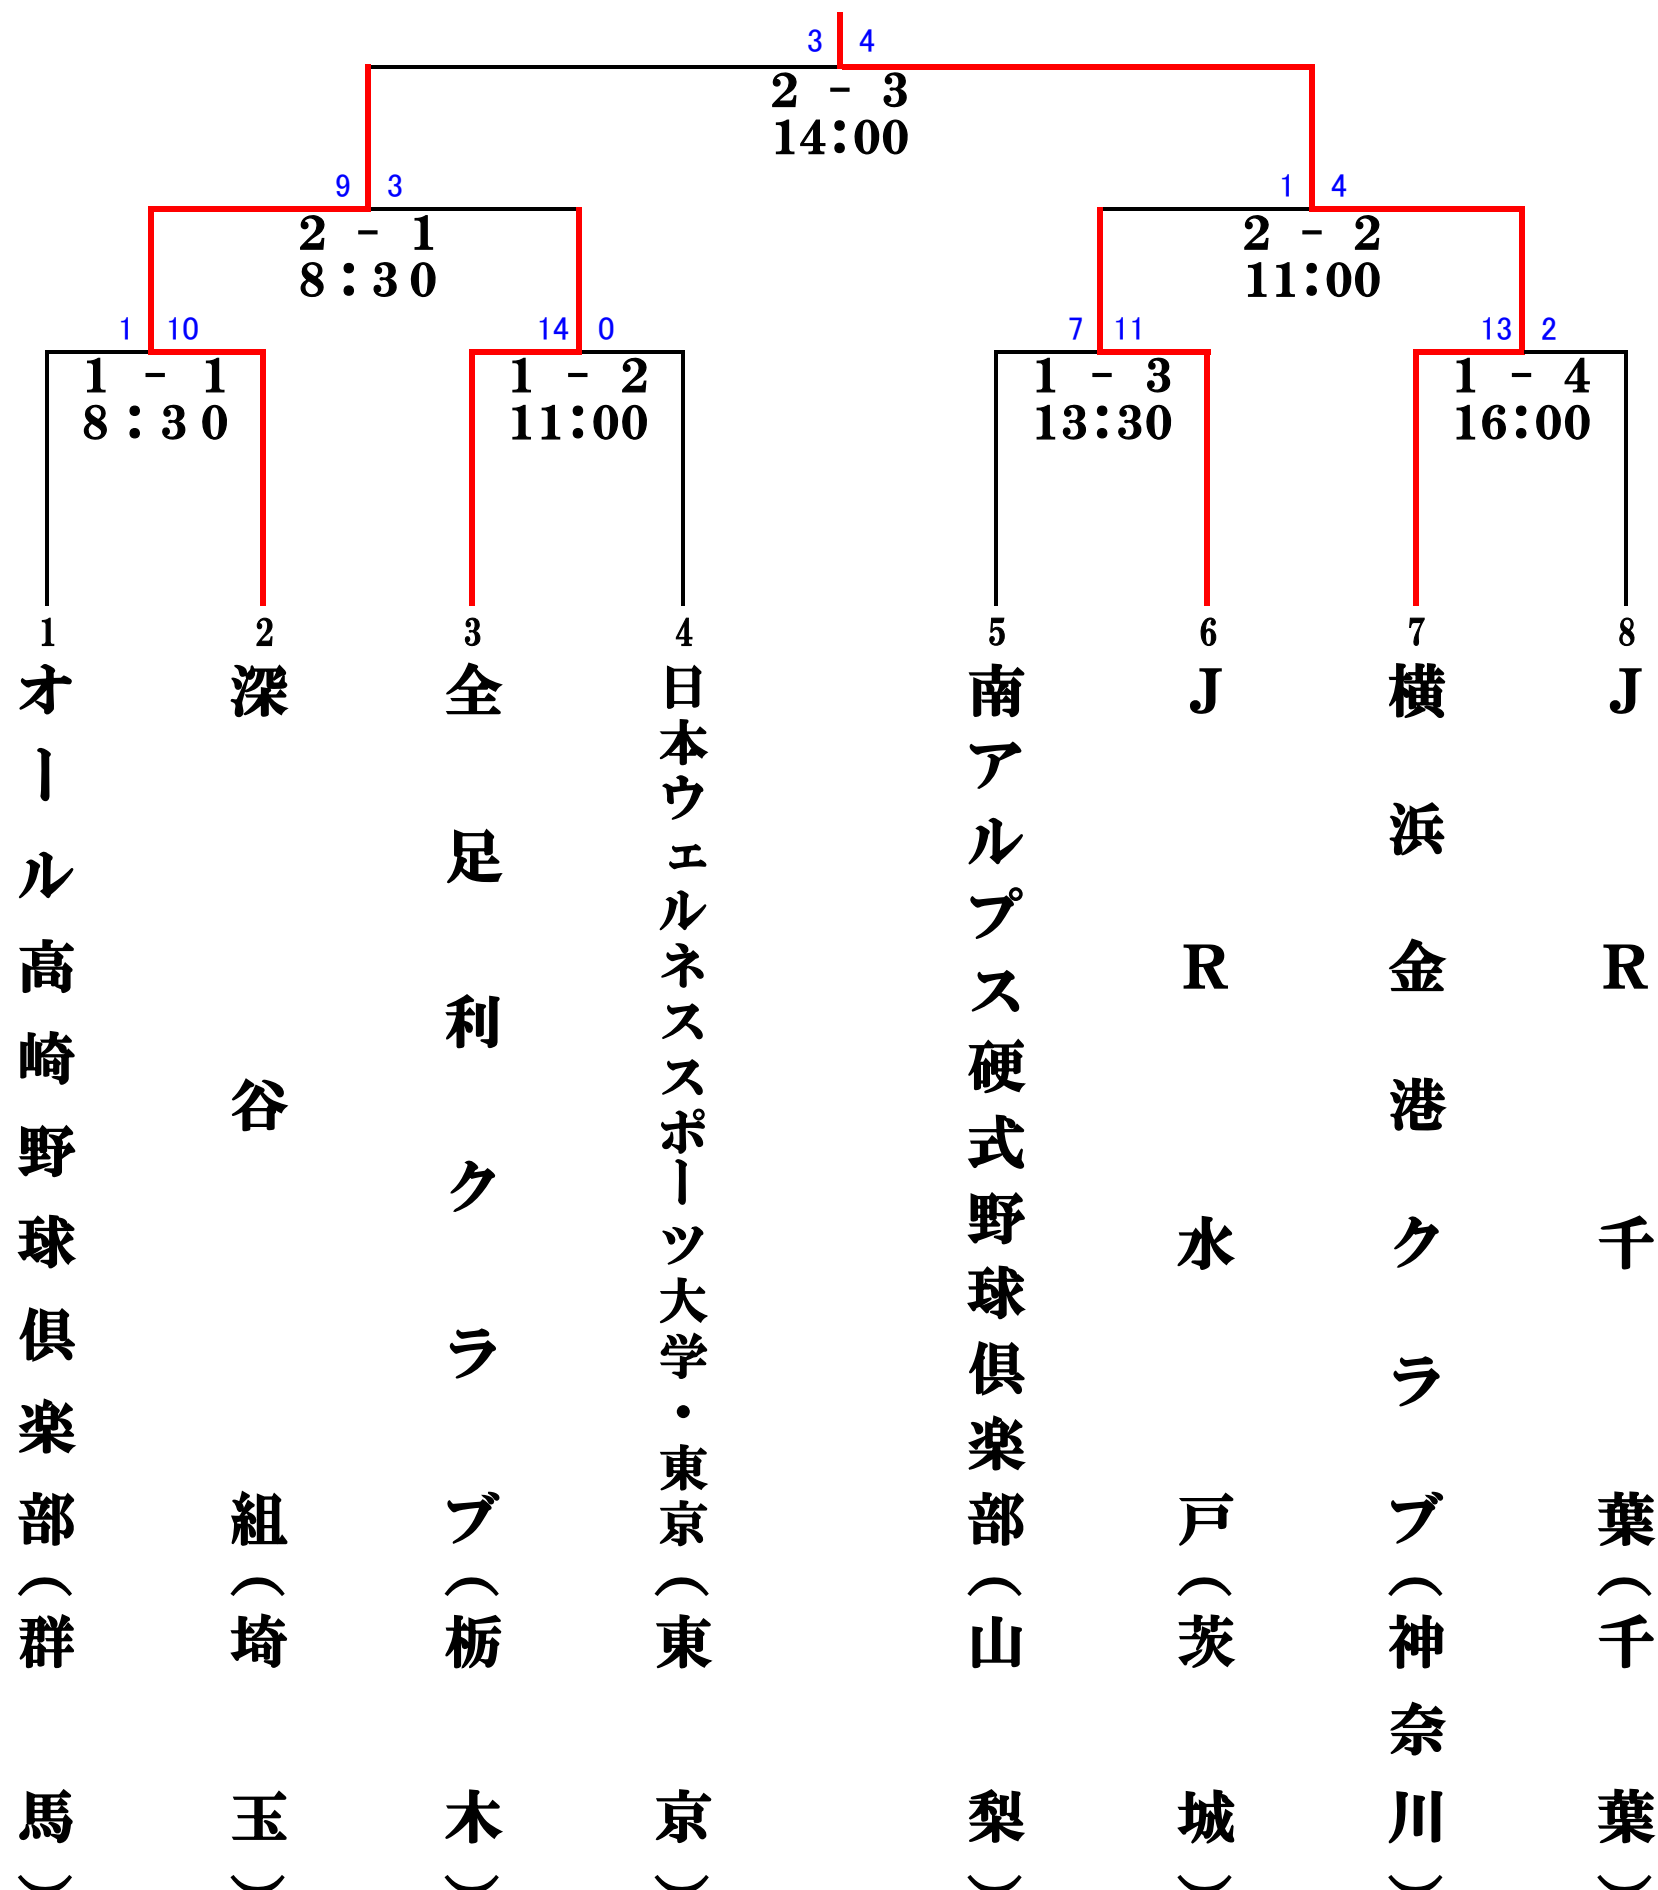 3 4
2 - 3
14:00
9 3
2 - 1
8:30
1 4
2 - 2
11:00
1 10
1 - 1
8:30
14 0
1 - 2
11:00
7 11
1 - 3
13:30
13 2
1 - 4
16:00
1
オール高崎野球倶楽部(群馬)
2
深谷組(埼玉)
3
全足利クラブ(栃木)
4
日本ウェルネススポーツ大学・東京(東京)
5
南アルプス硬式野球倶楽部(山梨)
6
JR水戸(茨城)
7
横浜金港クラブ(神奈川)
8
JR千葉(千葉)